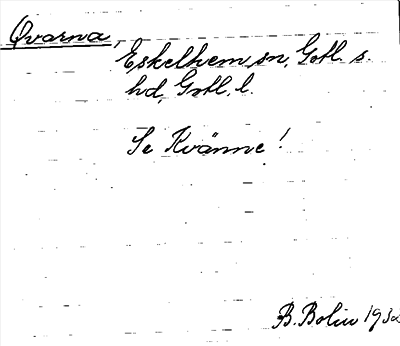 Qvarna,
Eskelhem sn, Gotl. s.
hd, Gotl. l.
Se Kvänne!
B. Bolin 193